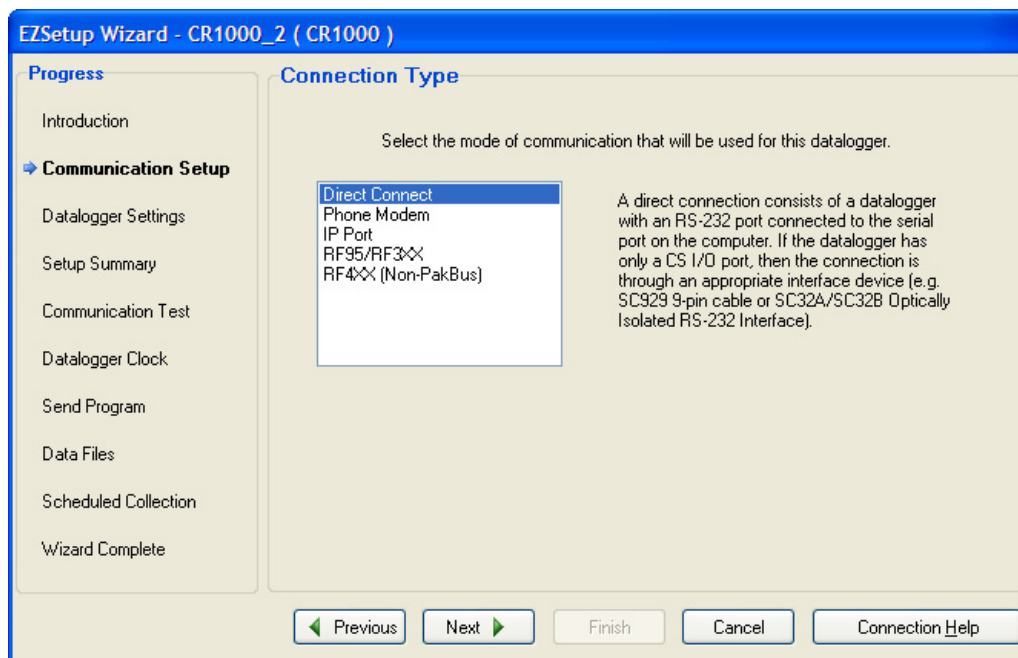 EZSetup Wizard - CR1000_2 ( CR1000 )
Progress
Introduction
Communication Setup
Datalogger Settings
Setup Summary
Communication Test
Datalogger Clock
Send Program
Data Files
Scheduled Collection
Wizard Complete
Connection Type
Select the mode of communication that will be used for this datalogger.
Direct Connect
Phone Modem
IP Port
RF95/RF3XX
RF4XX (Non-PakBus)
A direct connection consists of a datalogger
with an RS-232 port connected to the serial
port on the computer. If the datalogger has
only a CS I/O port, then the connection is
through an appropriate interface device (e.g.
SC929 9-pin cable or SC32A/SC32B Optically
Isolated RS-232 Interface).
Previous
Next
Finish
Cancel
Connection Help